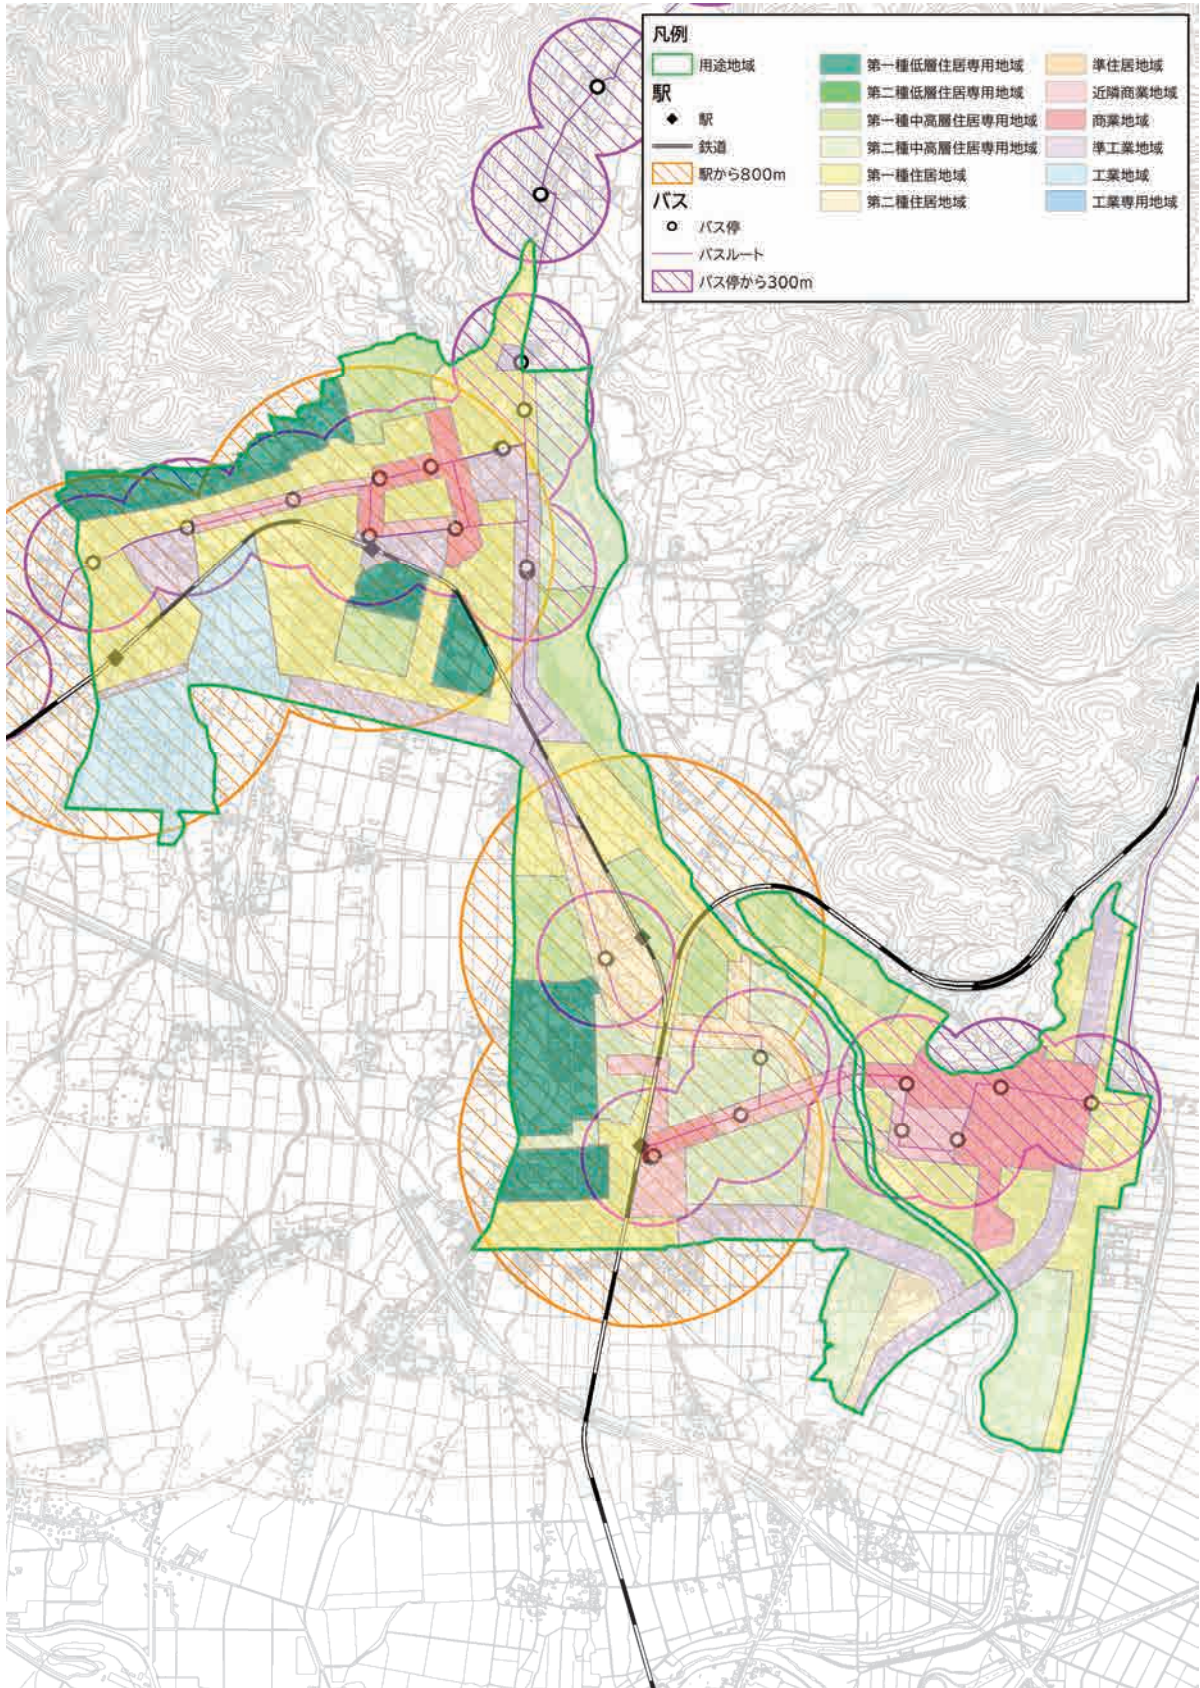 凡例
用途地域
駅
駅
鉄道
駅から800m
バス
バス停
バスルート
バス停から300m
第一種低層住居専用地域
第二種低層住居専用地域
第一種中高層住居専用地域
第二種中高層住居専用地域
第一種住居地域
第二種住居地域
準住居地域
近隣商業地域
商業地域
準工業地域
工業地域
工業専用地域